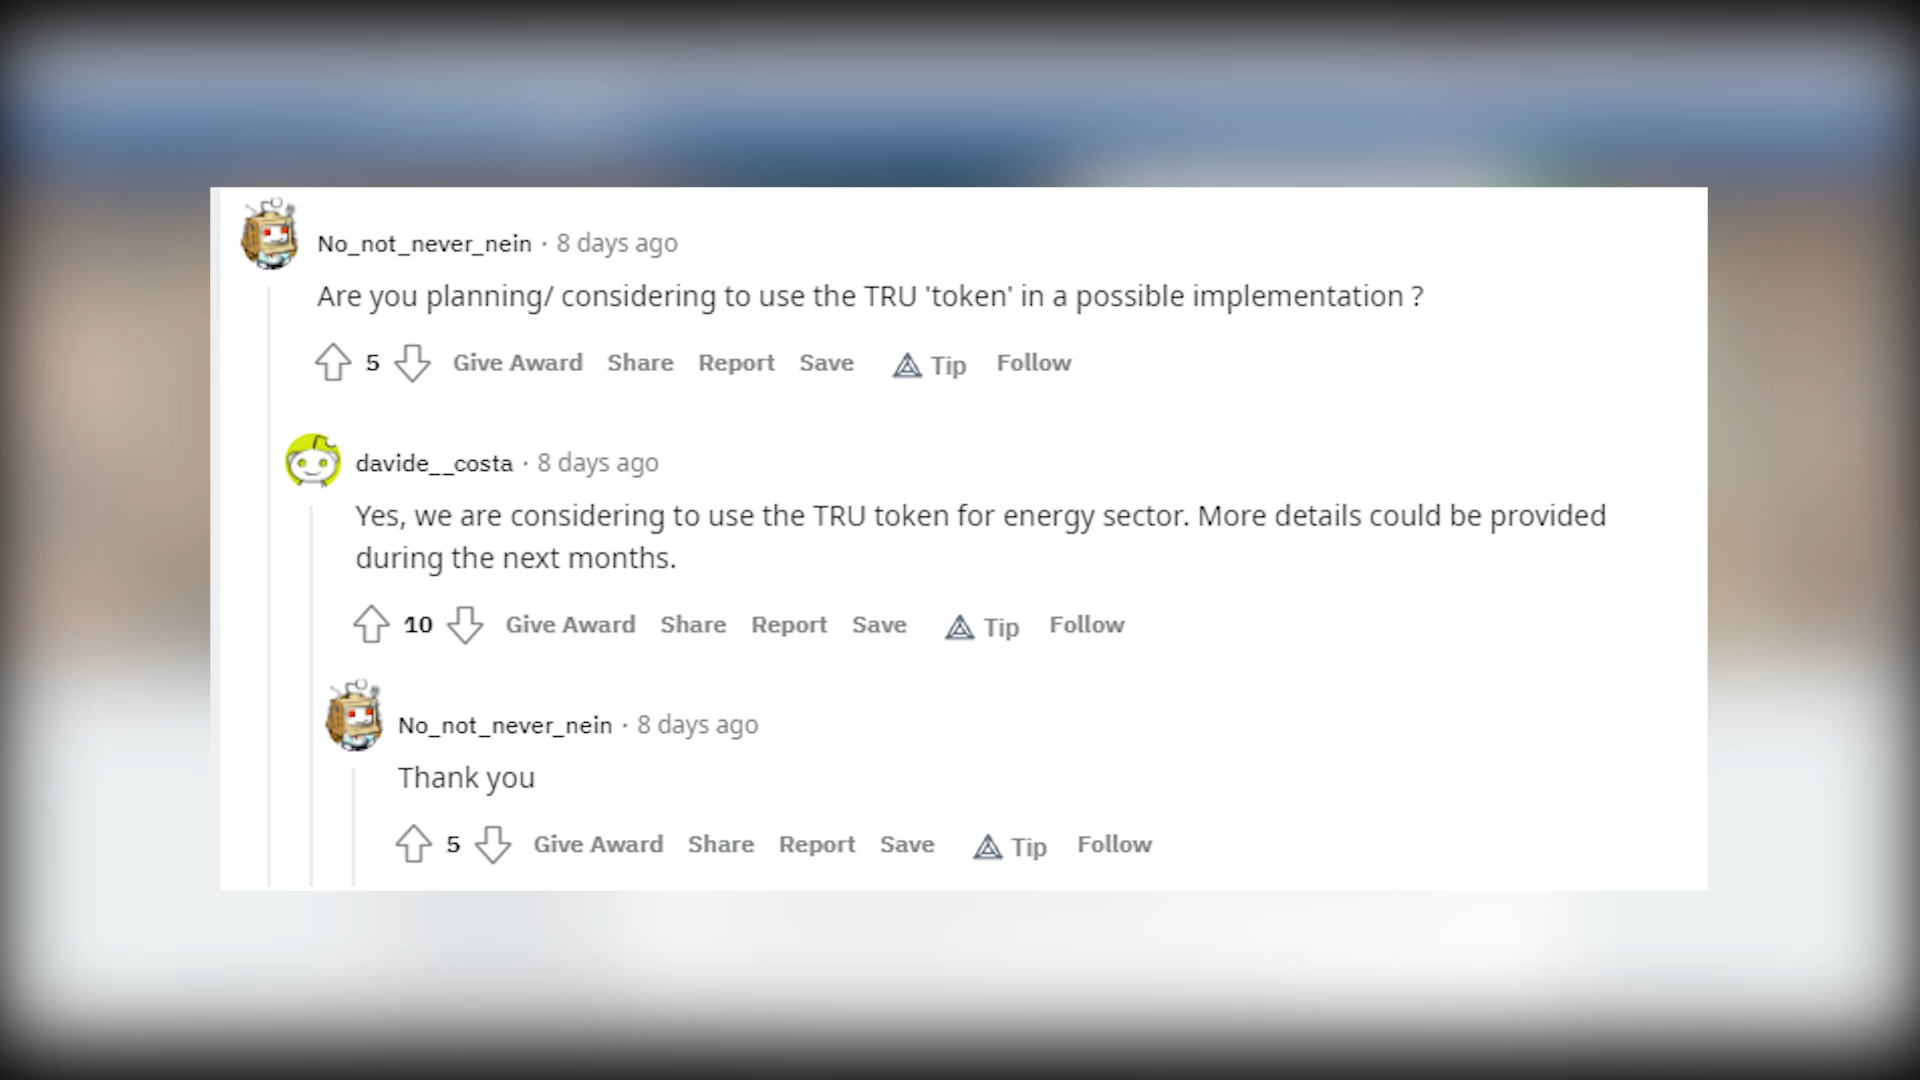 No_not_never_nein · 8 days ago
Are you planning/ considering to use the TRU 'token' in a possible implementation ?
5 Give Award Share Report Save Tip Follow
davide__costa · 8 days ago
Yes, we are considering to use the TRU token for energy sector. More details could be provided
during the next months.
10 Give Award Share Report Save Tip Follow
No_not_never_nein · 8 days ago
Thank you
5 Give Award Share Report Save Tip Follow